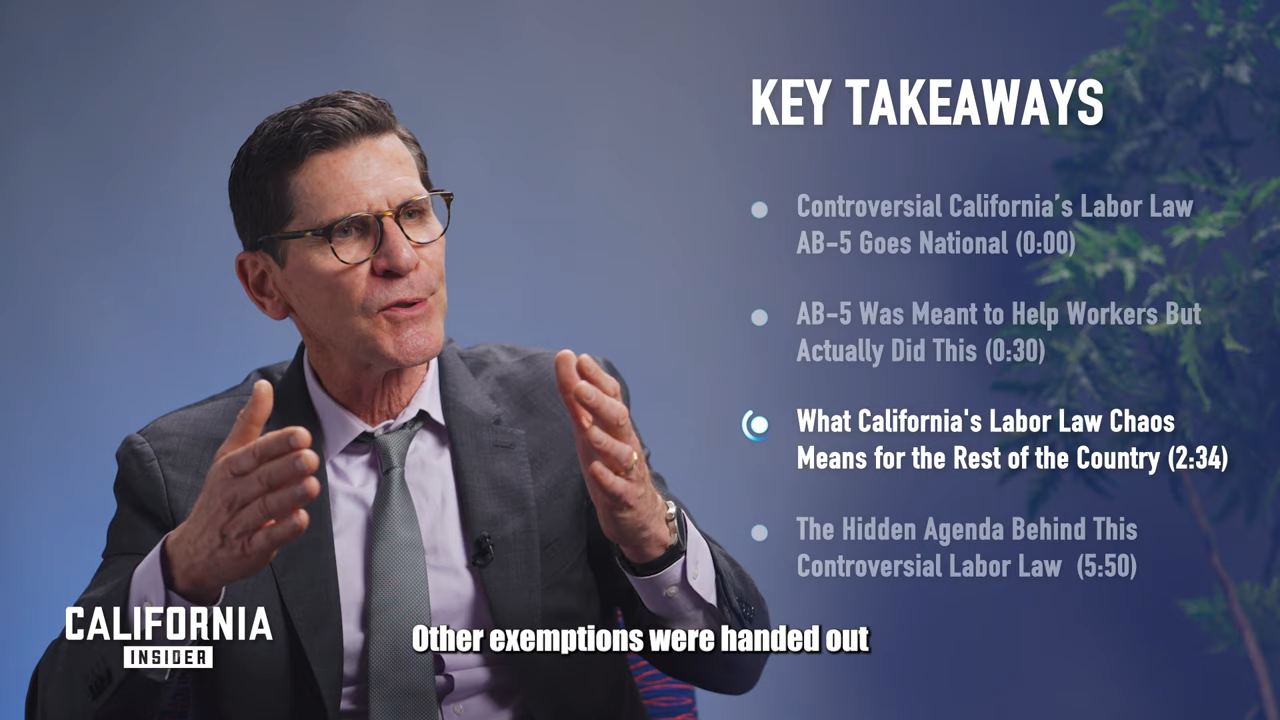 KEY TAKEAWAYS
Controversial California’s Labor Law
AB-5 Goes National (0:00)
AB-5 Was Meant to Help Workers But
Actually Did This (0:30)
What California's Labor Law Chaos
Means for the Rest of the Country (2:34)
The Hidden Agenda Behind This
Controversial Labor Law (5:50)
CALIFORNIA
INSIDER
Other exemptions were handed out